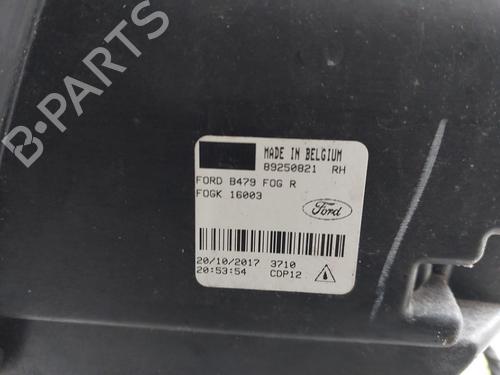 B-PARTS
MADE IN BELGIUM
89250821 RH
FORD B479 FOG R
FOGK 16003
Ford
20/10/2017 3710
20:53:54 CDP12